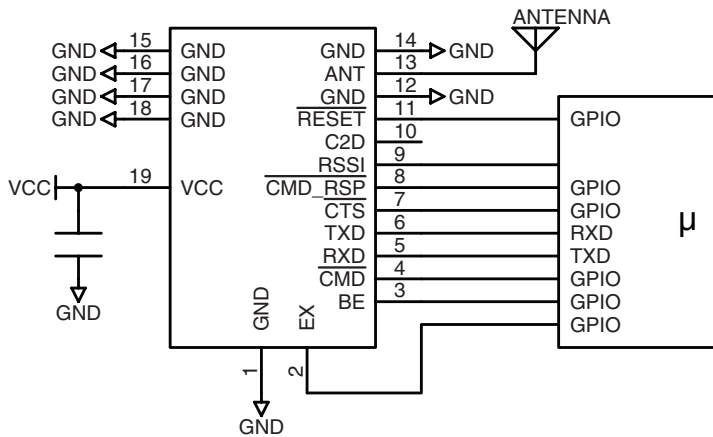 ANTENNA
GND 15 GND GND 14 GND
GND 16 GND ANT 13
GND 17 GND GND 12 GND
GND 18 GND RESET 11 GPIO
C2D 10
RSSI 9
VCC 19 VCC CMD_RSP 8 GPIO
CTS 7 GPIO
TXD 6 RXD
RXD 5 TXD
CMD 4 GPIO
BE 3 GPIO
GPIO
µ
GND
GND EX
1 2
GND